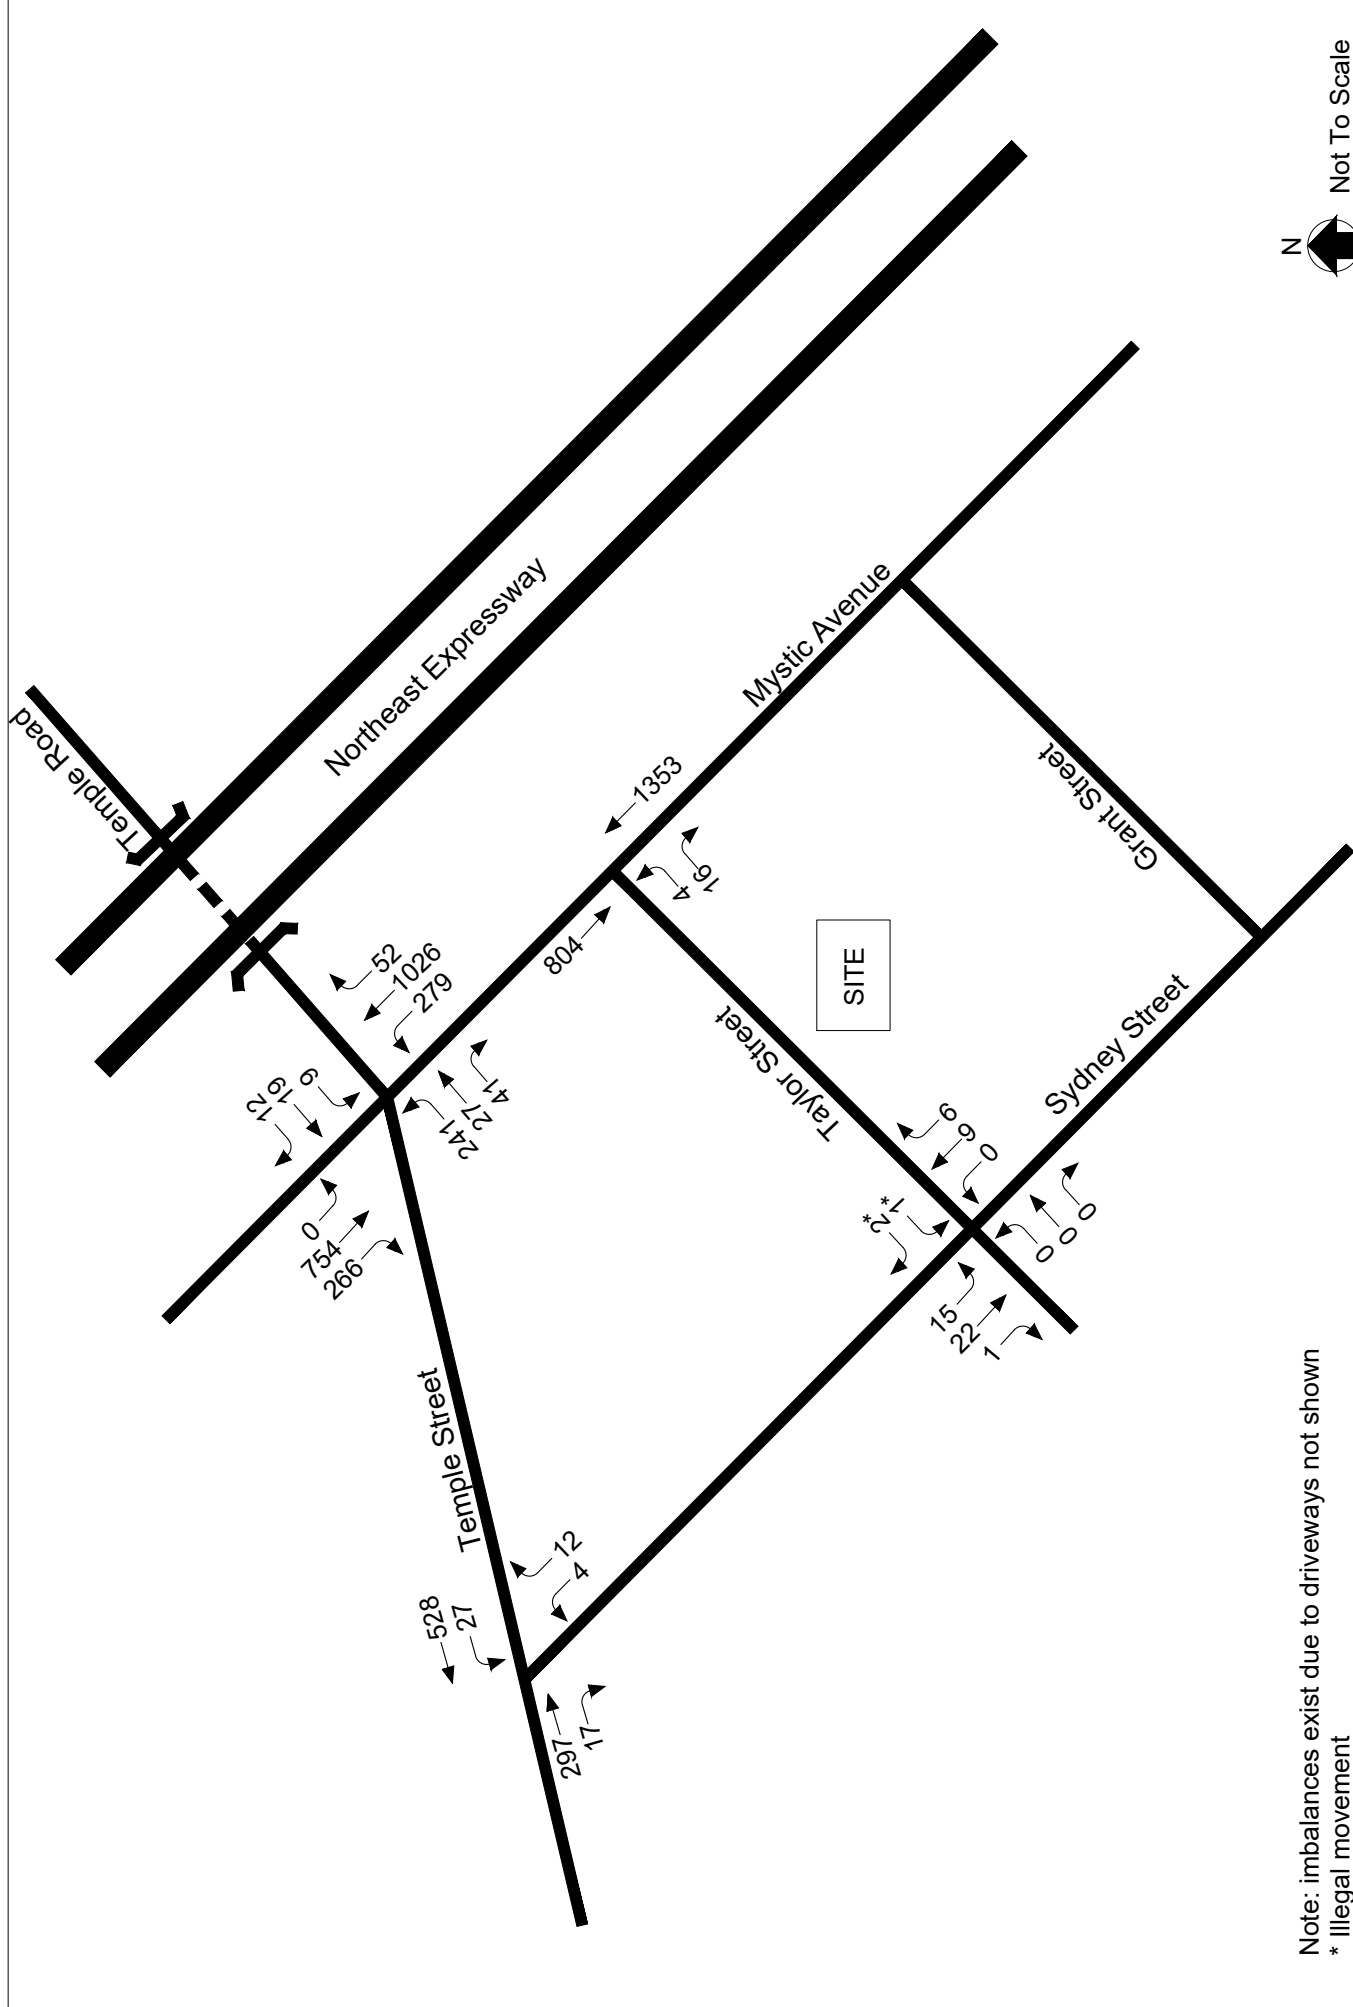 Temple Road
Northeast Expressway
Mystic Avenue
Grant Street
Sydney Street
Taylor Street
Temple Street
SITE
52
1026
279
12
19
9
0
754
266
241
27
41
1353
804
4
16
9
9
0
2*
1*
15
22
1
0
0
0
528
27
12
4
297
17
N
Not To Scale
Note: imbalances exist due to driveways not shown
* Illegal movement